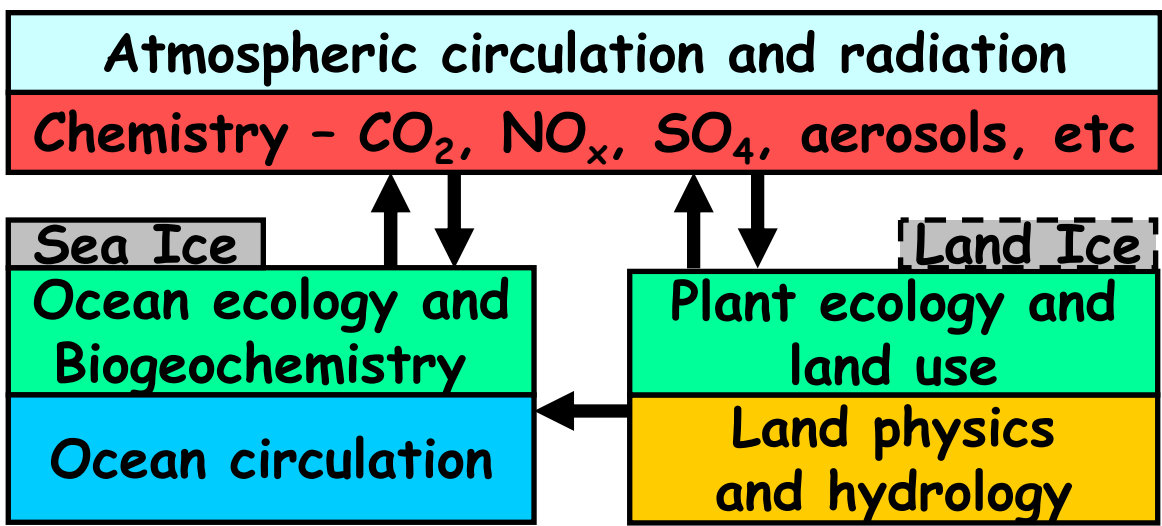 Atmospheric circulation and radiation
Chemistry – CO₂, NOₓ, SO₄, aerosols, etc
Sea Ice
Land Ice
Ocean ecology and
Biogeochemistry
Plant ecology and
land use
Ocean circulation
Land physics
and hydrology